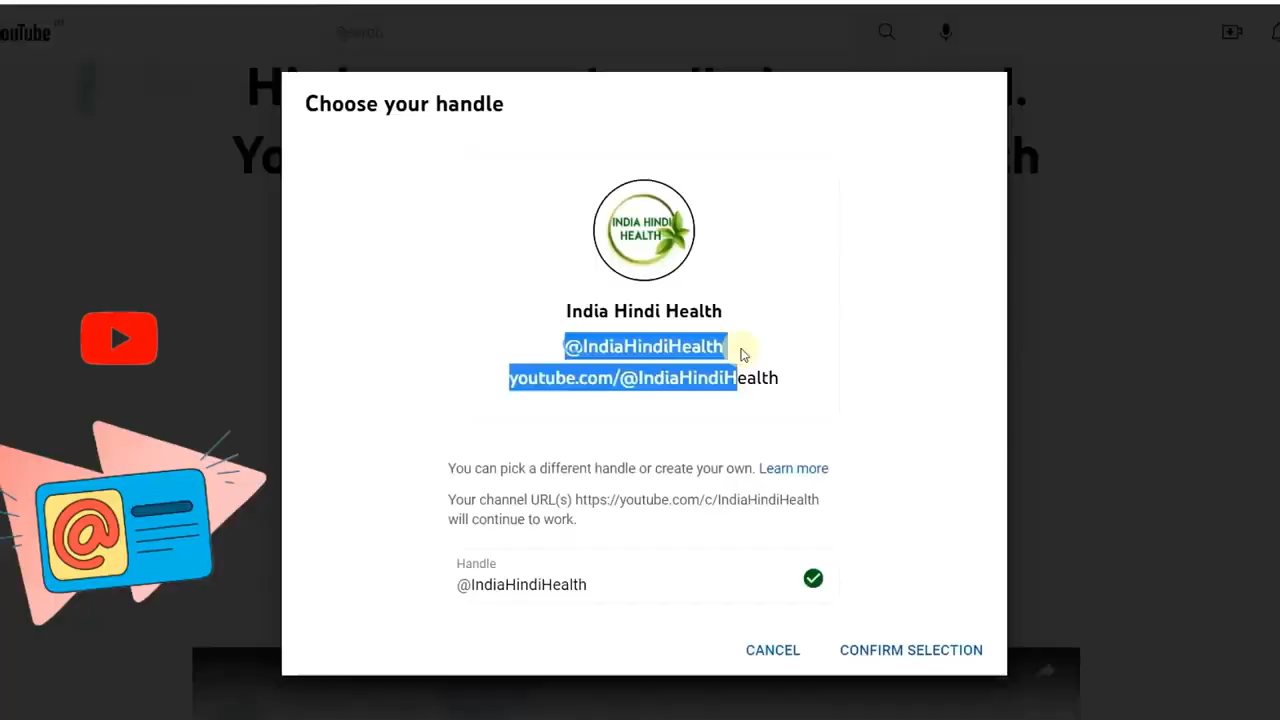 Search
Choose your handle
INDIA HINDI
HEALTH
India Hindi Health
@IndiaHindiHealth
youtube.com/@IndiaHindiHealth
You can pick a different handle or create your own. Learn more
Your channel URL(s) https://youtube.com/c/IndiaHindiHealth
will continue to work.
Handle
@IndiaHindiHealth
CANCEL
CONFIRM SELECTION